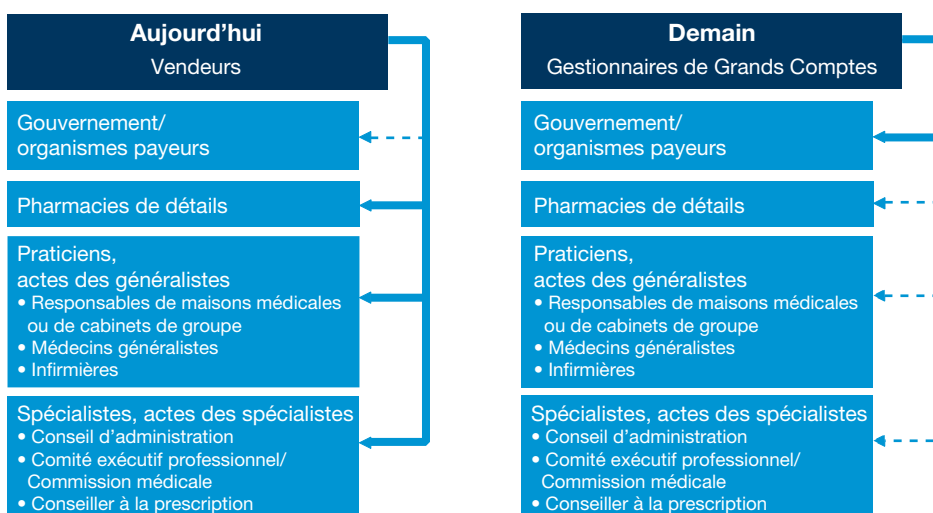 Aujourd'hui
Vendeurs
Gouvernement/
organismes payeurs
Pharmacies de détails
Praticiens,
actes des généralistes
• Responsables de maisons médicales
ou de cabinets de groupe
• Médecins généralistes
• Infirmières
Spécialistes, actes des spécialistes
• Conseil d'administration
• Comité exécutif professionnel/
Commission médicale
• Conseiller à la prescription
Demain
Gestionnaires de Grands Comptes
Gouvernement/
organismes payeurs
Pharmacies de détails
Praticiens,
actes des généralistes
• Responsables de maisons médicales
ou de cabinets de groupe
• Médecins généralistes
• Infirmières
Spécialistes, actes des spécialistes
• Conseil d'administration
• Comité exécutif professionnel/
Commission médicale
• Conseiller à la prescription